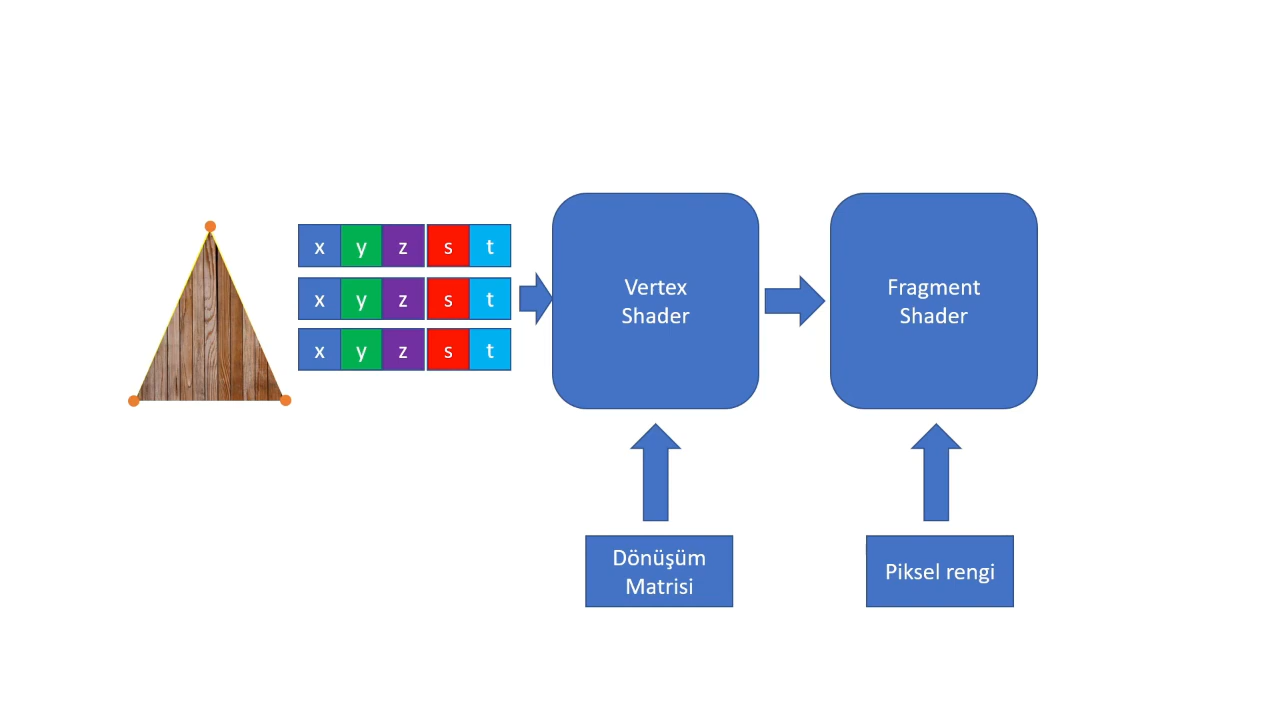 x y z s t
x y z s t
x y z s t
Vertex
Shader
Fragment
Shader
Dönüşüm
Matrisi
Piksel rengi